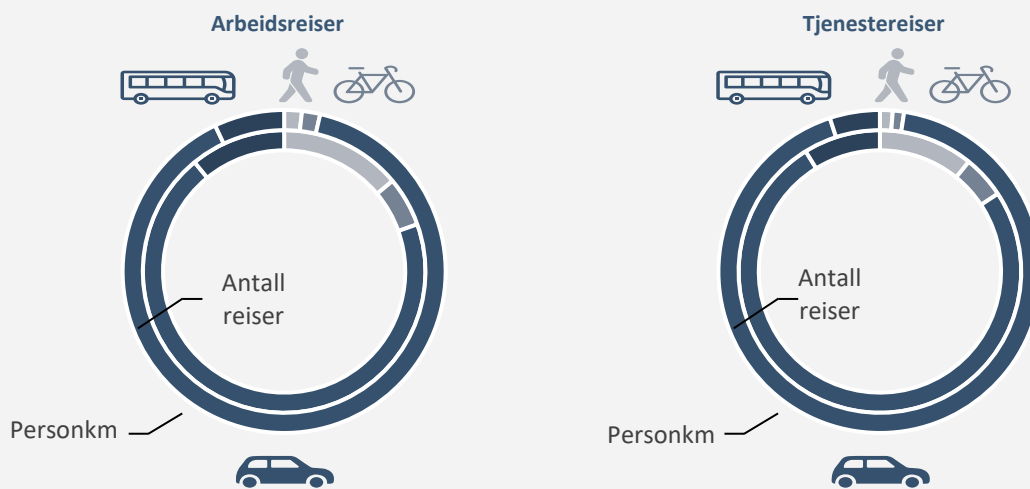 Arbeidsreiser
Antall
reiser
Personkm
Tjenestereiser
Antall
reiser
Personkm